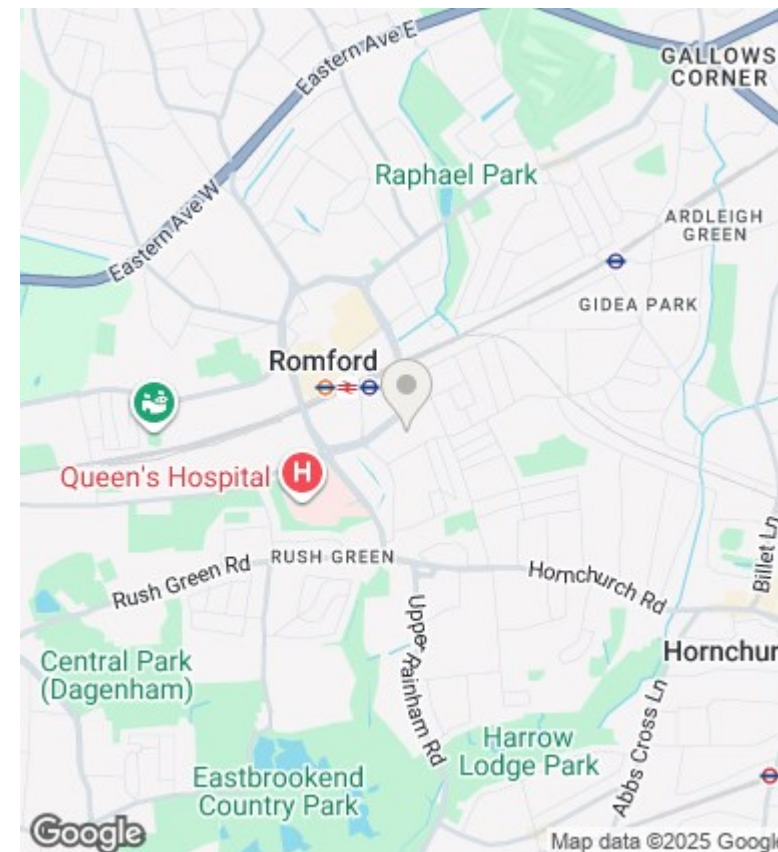 Eastern Ave E
GALLOWS
CORNER
Raphael Park
Eastern Ave W
ARDLEIGH
GREEN
GIDEA PARK
Romford
Queen's Hospital
H
RUSH GREEN
Rush Green Rd
Hornchurch Rd
Billet Ln
Upper Rainham Rd
Central Park
(Dagenham)
Hornchur
Abbs Cross Ln
Harrow
Lodge Park
Eastbrookend
Country Park
Google
Map data ©2025 Google